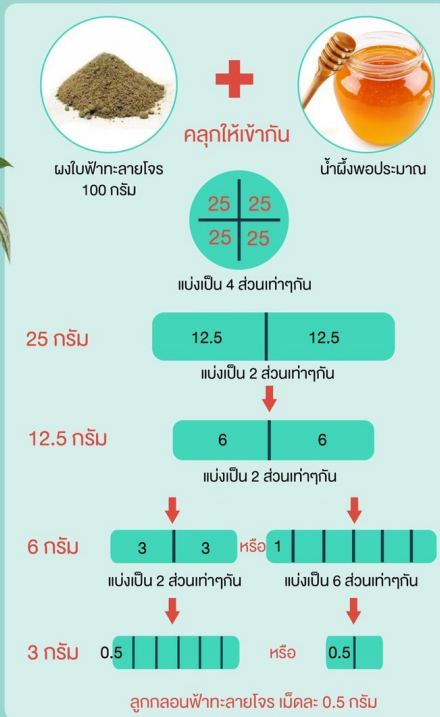 ผงใบฟ้าทะลายโจร
100 กรัม
คลุกให้เข้ากัน
น้ำผึ้งพอประมาณ
25 25
25 25
แบ่งเป็น 4 ส่วนเท่าๆกัน
25 กรัม
12.5 12.5
แบ่งเป็น 2 ส่วนเท่าๆกัน
12.5 กรัม
6 6
แบ่งเป็น 2 ส่วนเท่าๆกัน
6 กรัม
3 3 หรือ 1
แบ่งเป็น 2 ส่วนเท่าๆกัน แบ่งเป็น 6 ส่วนเท่าๆกัน
3 กรัม
0.5 หรือ 0.5
ลูกกลอนฟ้าทะลายโจร เม็ดละ 0.5 กรัม